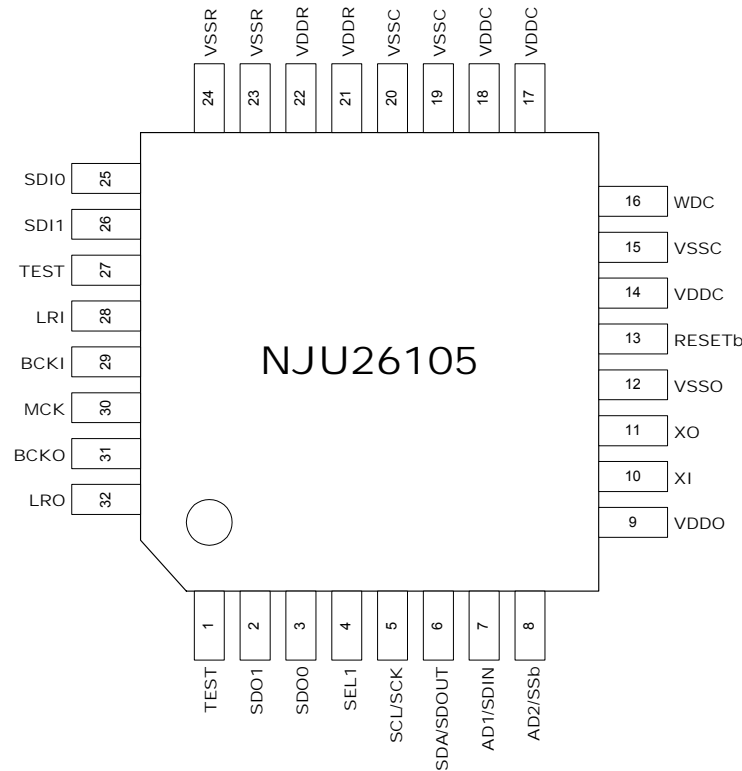 VSSR VSSR VDDR VDDR VSSC VSSC VDDC VDDC
24 23 22 21 20 19 18 17
SDI0 25
SDI1 26
TEST 27
LRI 28
BCKI 29
MCK 30
BCKO 31
LRO 32
NJU26105
16 WDC
15 VSSC
14 VDDC
13 RESETb
12 VSSO
11 XO
10 XI
9 VDDO
1 2 3 4 5 6 7 8
TEST SDO1 SDO0 SEL1 SCL/SCK SDA/SDOUT AD1/SDIN AD2/SSb